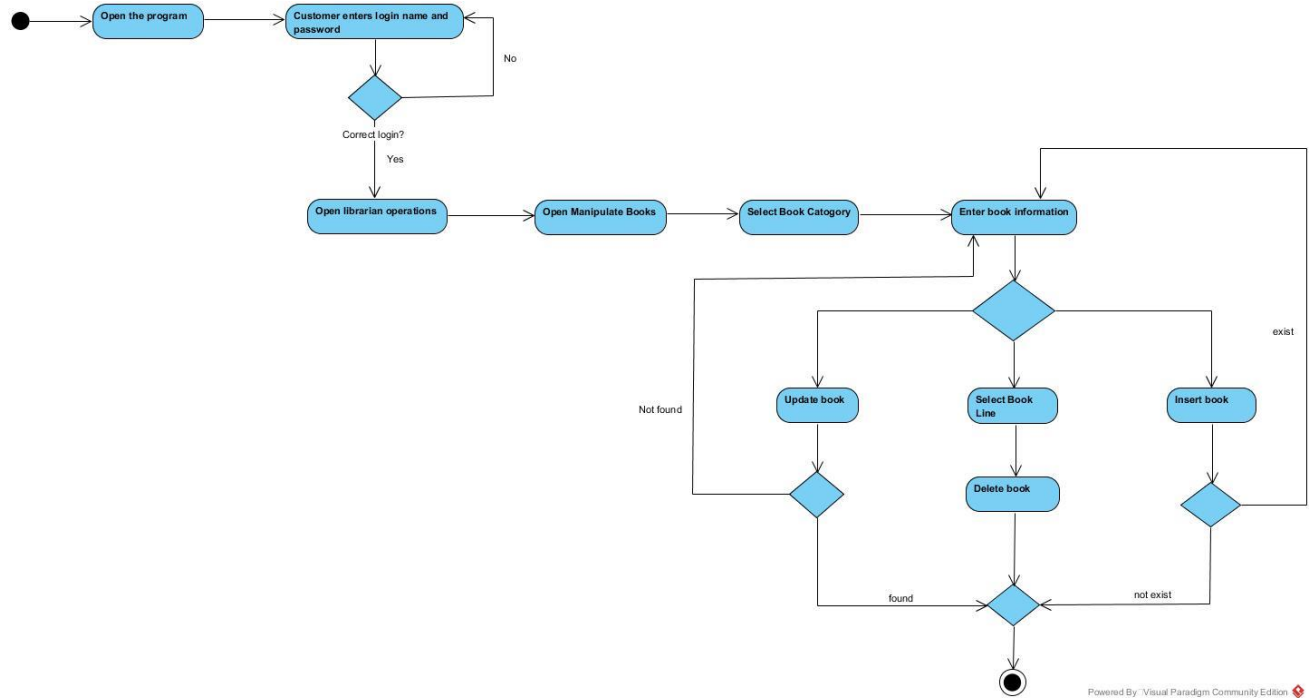 Open the program
Customer enters login name and
password
No
Correct login?
Yes
Open librarian operations
Open Manipulate Books
Select Book Catogory
Enter book information
exist
Update book
Select Book
Line
Insert book
Not found
Delete book
found
not exist
Powered By Visual Paradigm Community Edition